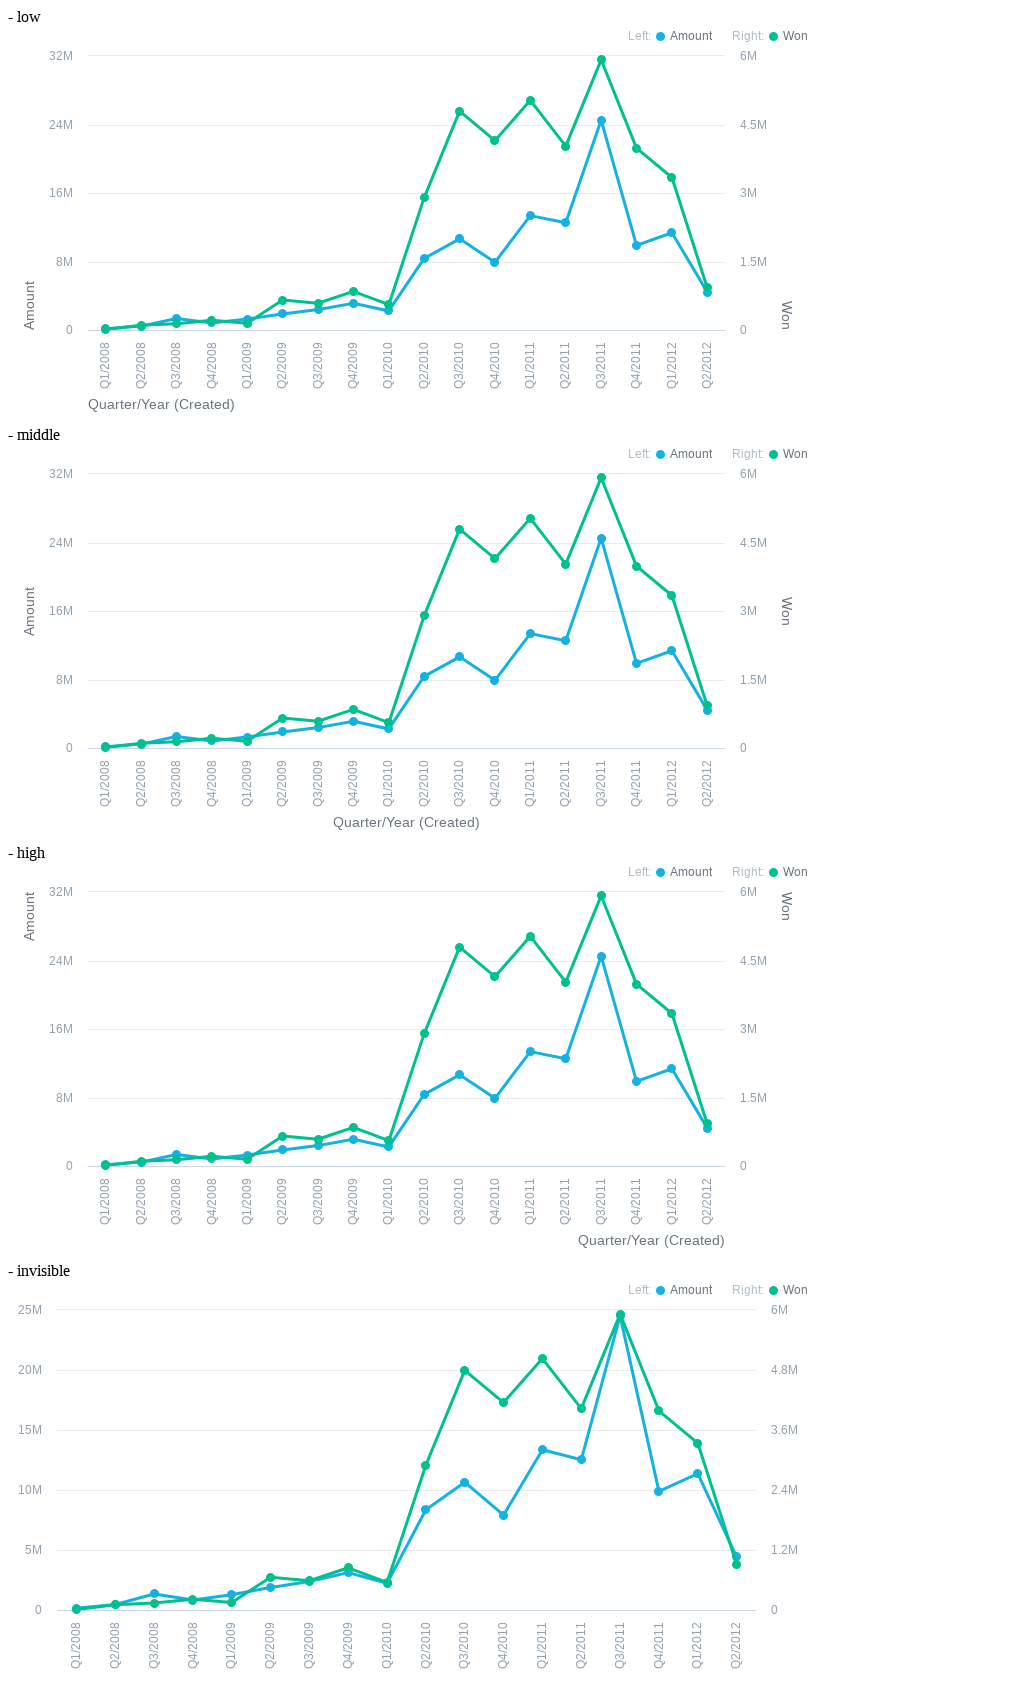 - low
Left: Amount Right: Won
32M 6M
24M 4.5M
16M 3M
8M 1.5M
0 0
Amount
Won
Q1/2008 Q2/2008 Q3/2008 Q4/2008 Q1/2009 Q2/2009 Q3/2009 Q4/2009 Q1/2010 Q2/2010 Q3/2010 Q4/2010 Q1/2011 Q2/2011 Q3/2011 Q4/2011 Q1/2012 Q2/2012
Quarter/Year (Created)
- middle
Left: Amount Right: Won
32M 6M
24M 4.5M
16M 3M
8M 1.5M
0 0
Amount
Won
Q1/2008 Q2/2008 Q3/2008 Q4/2008 Q1/2009 Q2/2009 Q3/2009 Q4/2009 Q1/2010 Q2/2010 Q3/2010 Q4/2010 Q1/2011 Q2/2011 Q3/2011 Q4/2011 Q1/2012 Q2/2012
Quarter/Year (Created)
- high
Left: Amount Right: Won
32M 6M
24M 4.5M
16M 3M
8M 1.5M
0 0
Amount
Won
Q1/2008 Q2/2008 Q3/2008 Q4/2008 Q1/2009 Q2/2009 Q3/2009 Q4/2009 Q1/2010 Q2/2010 Q3/2010 Q4/2010 Q1/2011 Q2/2011 Q3/2011 Q4/2011 Q1/2012 Q2/2012
Quarter/Year (Created)
- invisible
Left: Amount Right: Won
25M 6M
20M 4.8M
15M 3.6M
10M 2.4M
5M 1.2M
0 0
Q1/2008 Q2/2008 Q3/2008 Q4/2008 Q1/2009 Q2/2009 Q3/2009 Q4/2009 Q1/2010 Q2/2010 Q3/2010 Q4/2010 Q1/2011 Q2/2011 Q3/2011 Q4/2011 Q1/2012 Q2/2012